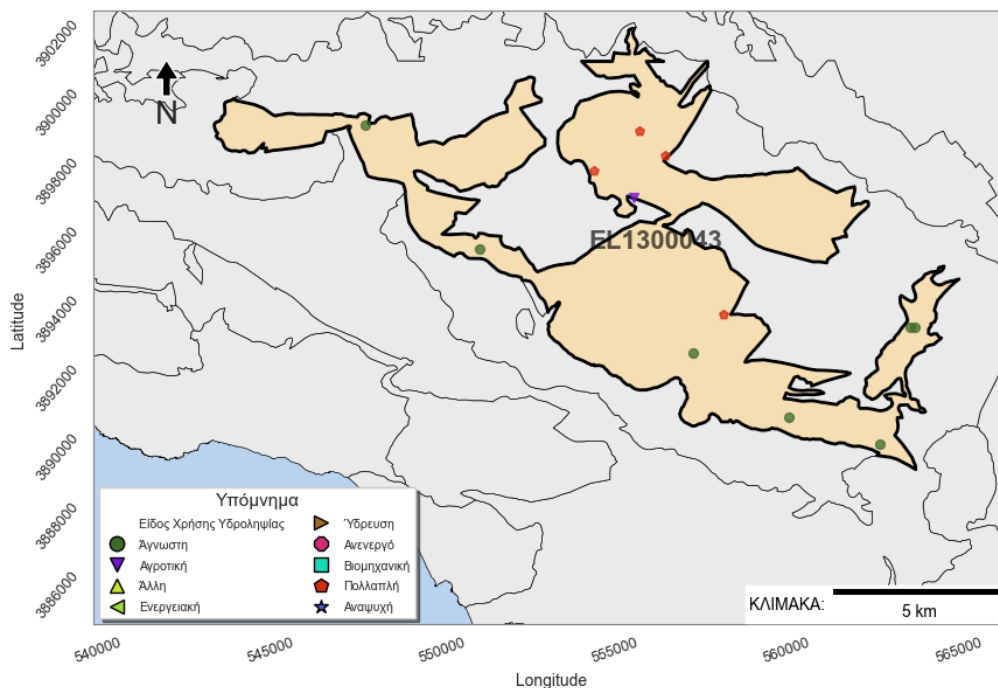 3902000
3900000
3898000
3896000
3894000
3892000
3890000
3888000
3886000
Latitude
N
EL1300043
Υπόμνημα
Είδος Χρήσης Υδροληψίας
Άγνωστη
Αγροτική
Άλλη
Ενεργειακή
Ύδρευση
Ανενεργό
Βιομηχανική
Πολλαπλή
Αναψυχή
ΚΛΙΜΑΚΑ:
5 km
540000 545000 550000 555000 560000 565000
Longitude